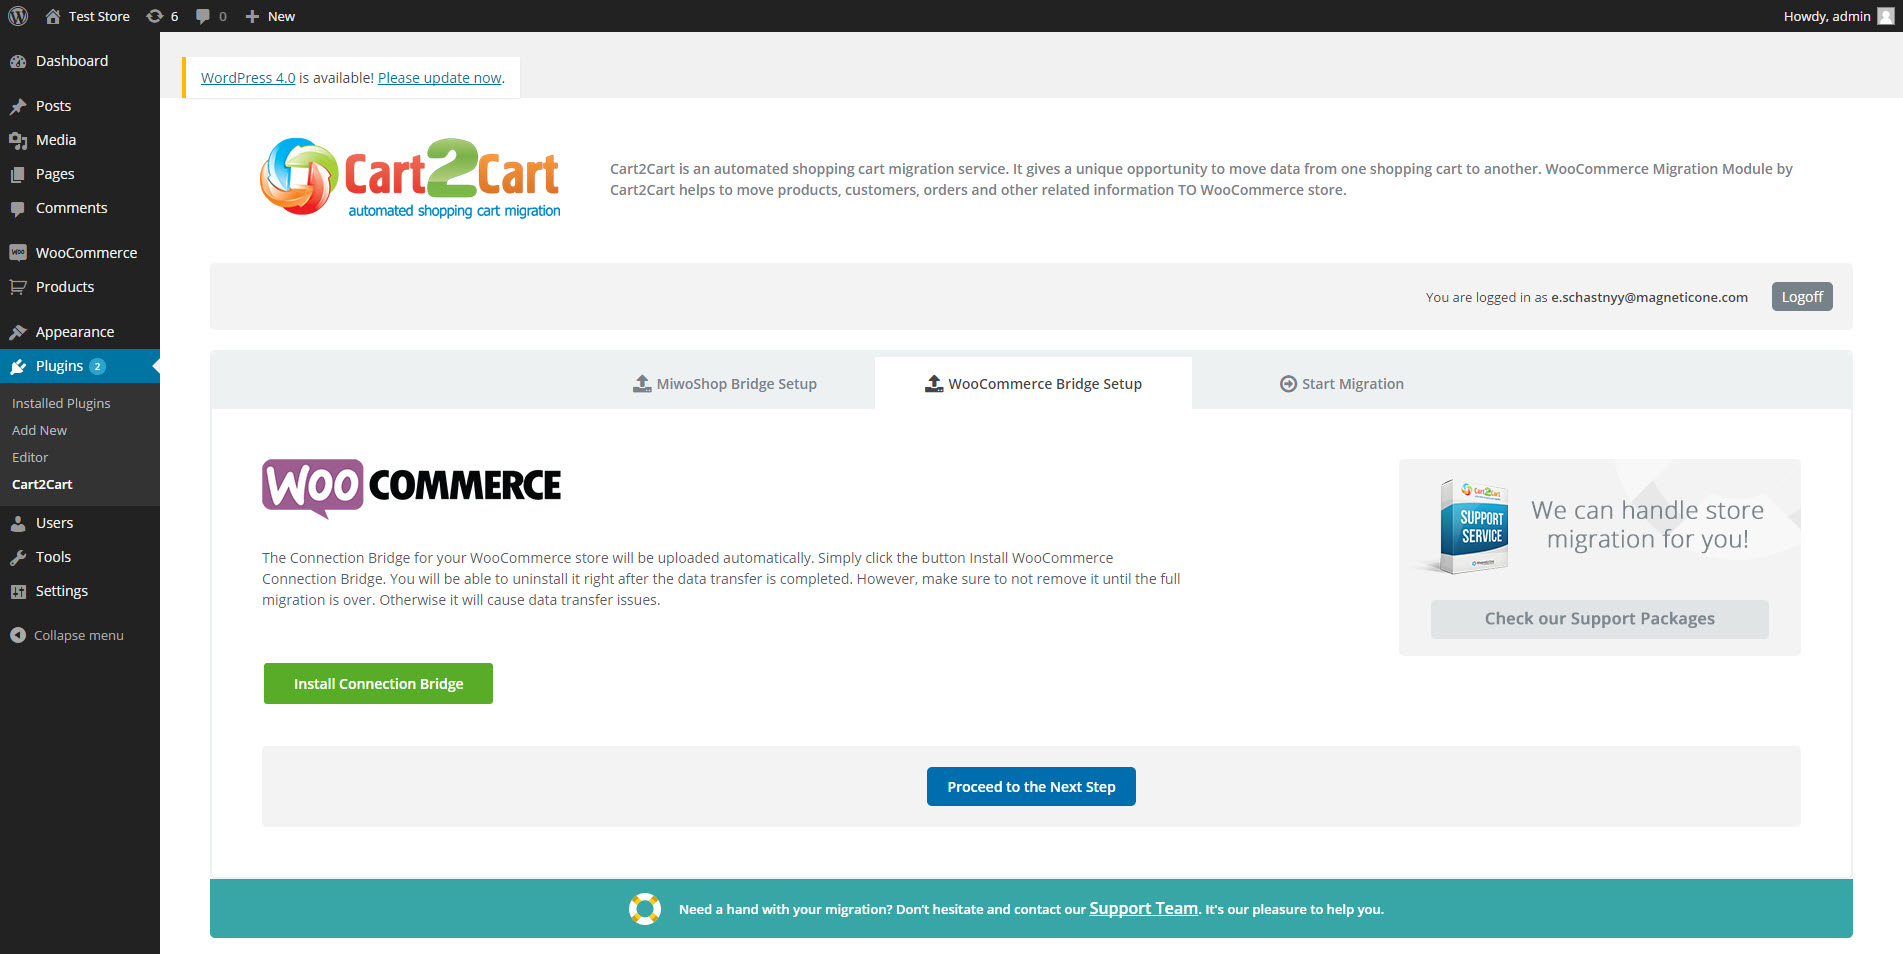 Test Store 6 0 New Howdy, admin
Dashboard
Posts
Media
Pages
Comments
WOO WooCommerce
Products
Appearance
Plugins 2
Installed Plugins
Add New
Editor
Cart2Cart
Users
Tools
Settings
Collapse menu
WordPress 4.0 is available! Please update now.
Cart2Cart
automated shopping cart migration
Cart2Cart is an automated shopping cart migration service. It gives a unique opportunity to move data from one shopping cart to another. WooCommerce Migration Module by
Cart2Cart helps to move products, customers, orders and other related information TO WooCommerce store.
You are logged in as e.schastnyy@magneticone.com Logoff
MiwoShop Bridge Setup WooCommerce Bridge Setup Start Migration
WOO COMMERCE
The Connection Bridge for your WooCommerce store will be uploaded automatically. Simply click the button Install WooCommerce
Connection Bridge. You will be able to uninstall it right after the data transfer is completed. However, make sure to not remove it until the full
migration is over. Otherwise it will cause data transfer issues.
Install Connection Bridge
Cart2Cart
SUPPORT
SERVICE
We can handle store
migration for you!
Check our Support Packages
Proceed to the Next Step
Need a hand with your migration? Don't hesitate and contact our Support Team. It's our pleasure to help you.